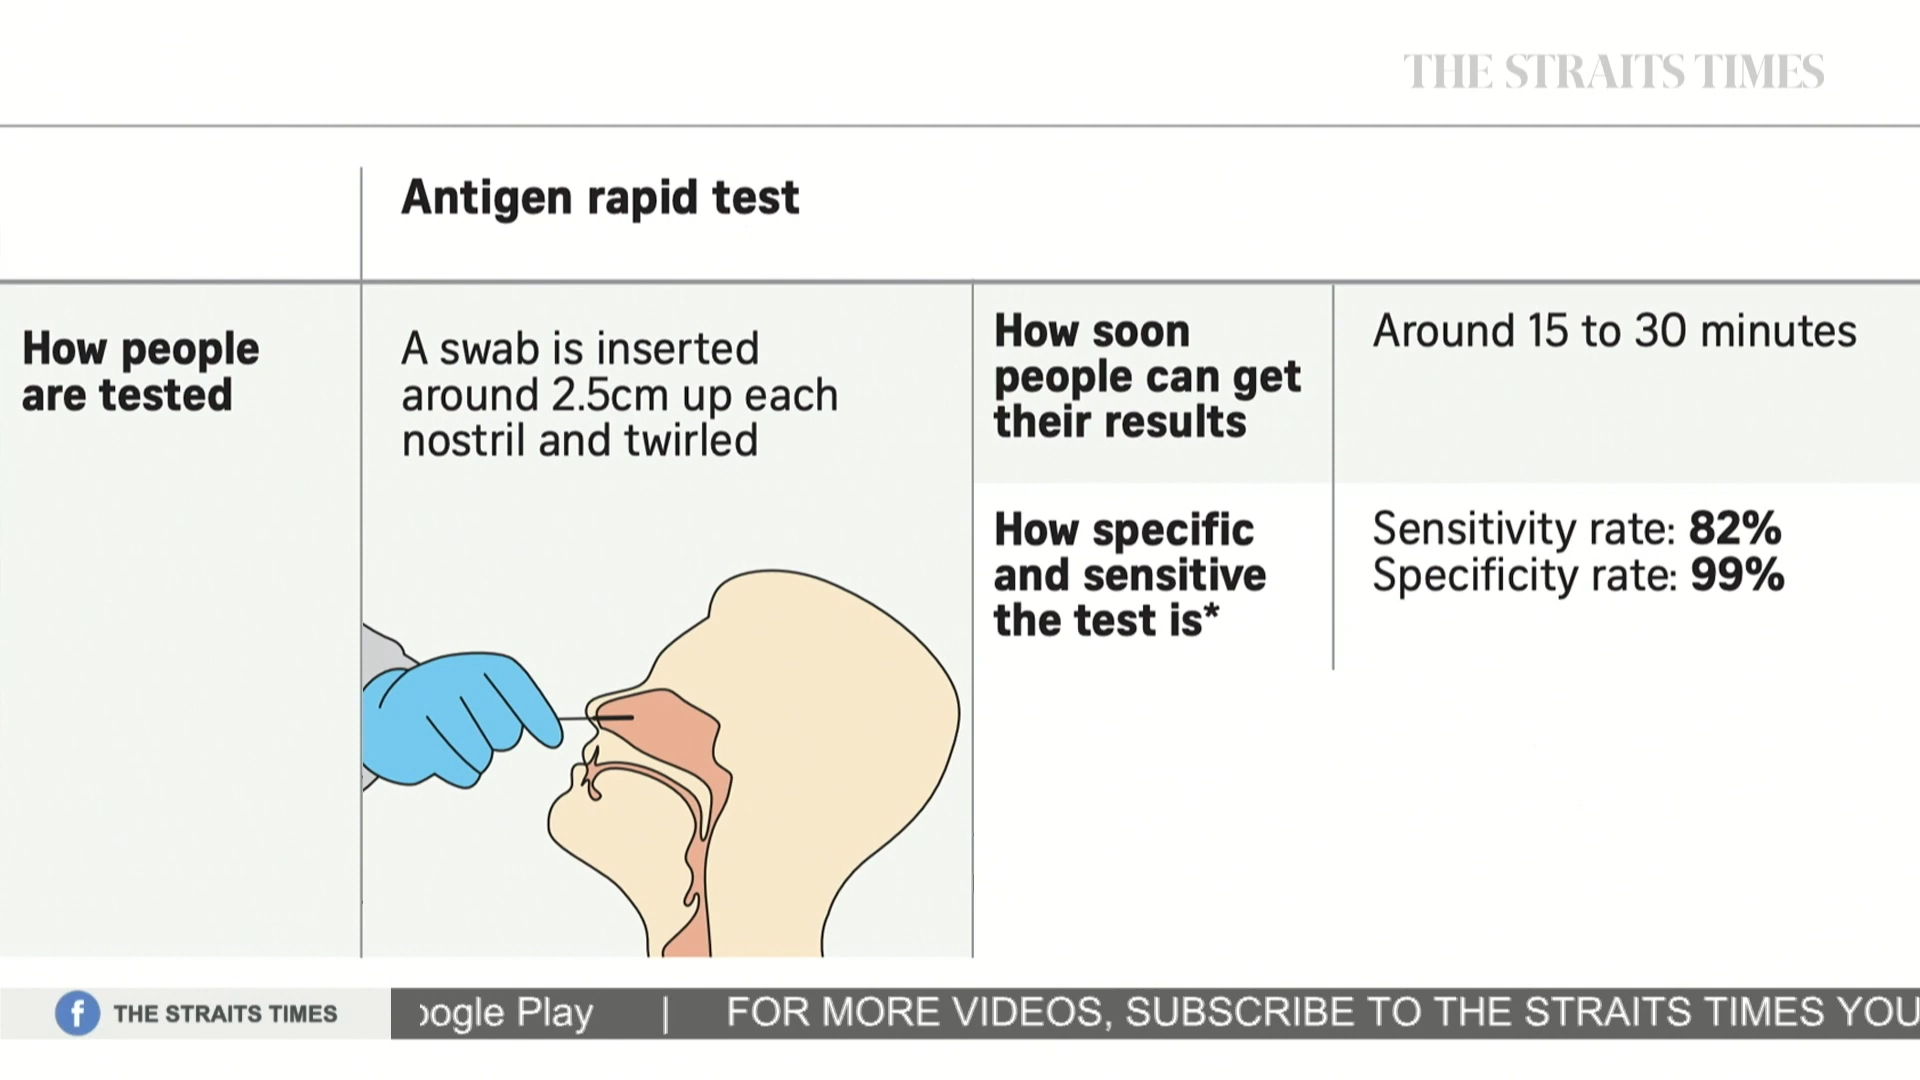 THE STRAITS TIMES
Antigen rapid test
How people
are tested
A swab is inserted
around 2.5cm up each
nostril and twirled
How soon
people can get
their results
Around 15 to 30 minutes
How specific
and sensitive
the test is*
Sensitivity rate: 82%
Specificity rate: 99%
f THE STRAITS TIMES
oogle Play | FOR MORE VIDEOS, SUBSCRIBE TO THE STRAITS TIMES YOU